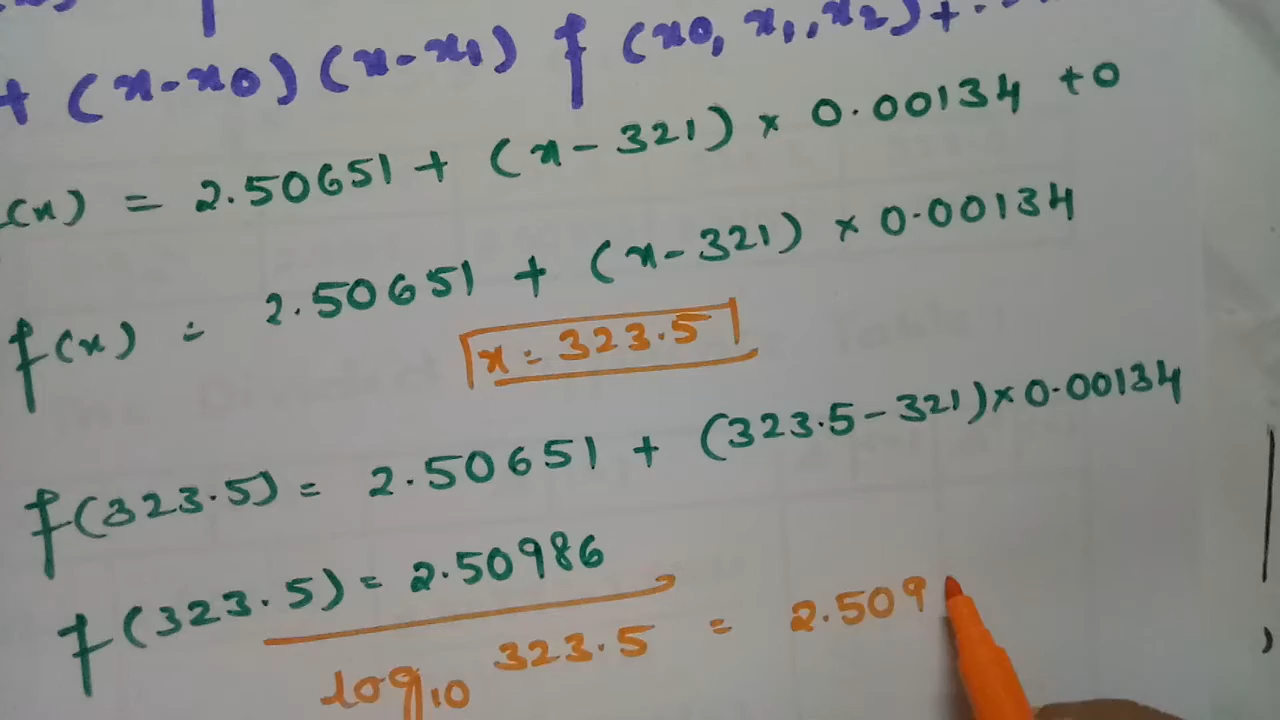 + (x-x0) (x-x1) f (x0, x1, x2) + ...
(x) = 2.50651 + (x-321) × 0.00134 +0
f(x) = 2.50651 + (x-321) × 0.00134
x = 323.5
f(323.5) = 2.50651 + (323.5-321)×0.00134
f(323.5) = 2.50986
log10 323.5 = 2.509